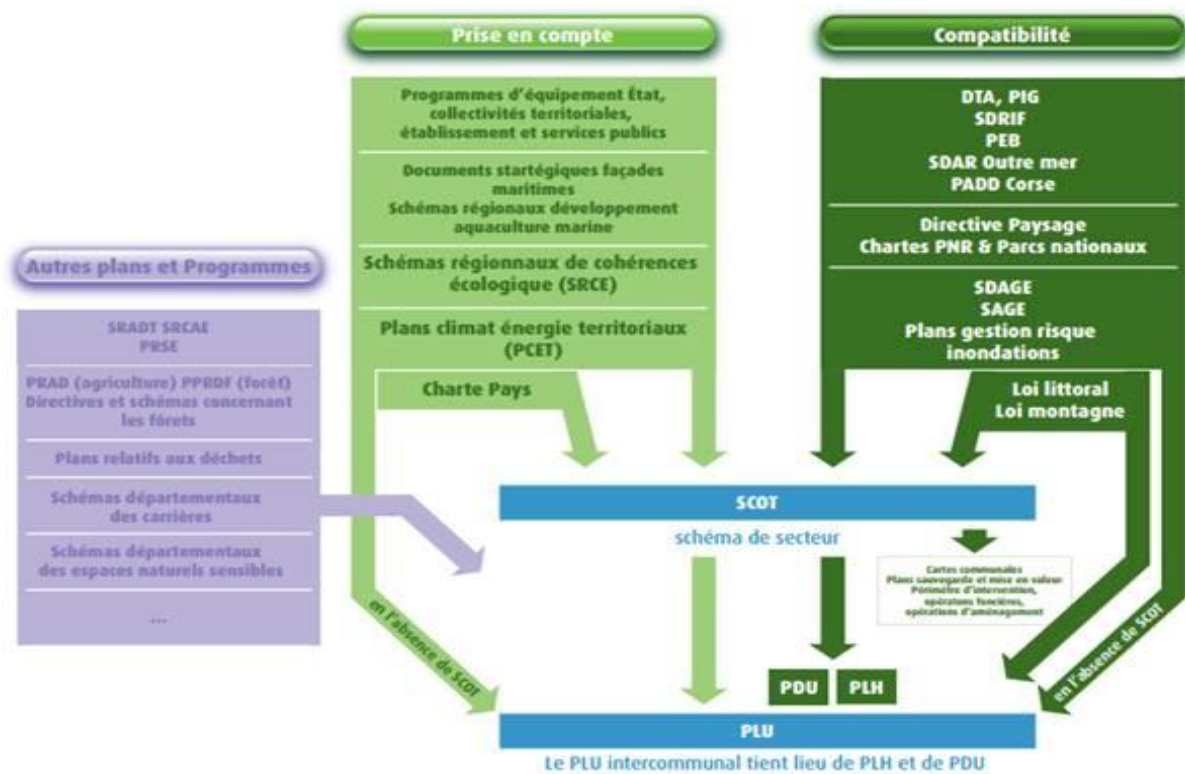 Prise en compte
Programmes d'équipement État,
collectivités territoriales,
établissement et services publics
Documents startégiques façades
maritimes
Schémas régionaux développement
aquaculture marine
Schémas régionnaux de cohérences
écologique (SRCE)
Plans climat énergie territoriaux
(PCET)
Charte Pays
Compatibilité
DTA, PIG
SDRIF
PEB
SDAR Outre mer
PADD Corse
Directive Paysage
Chartes PNR & Parcs nationaux
SDAGE
SAGE
Plans gestion risque
inondations
Loi littoral
Loi montagne
Autres plans et Programmes
SRADT SRCAE
PRSE
PRAD (agriculture) PPRDF (forêt)
Directives et schémas concernant
les fôrets
Plans relatifs aux déchets
Schémas départementaux
des carrières
Schémas départementaux
des espaces naturels sensibles
...
SCOT
schéma de secteur
Cartes communales
Plans sauvegarde et mise en valeur
Périmètre d'intervention,
opératons foncières,
opérations d'aménagement
en l'absence de SCOT
en l'absence de SCOT
PDU
PLH
PLU
Le PLU intercommunal tient lieu de PLH et de PDU